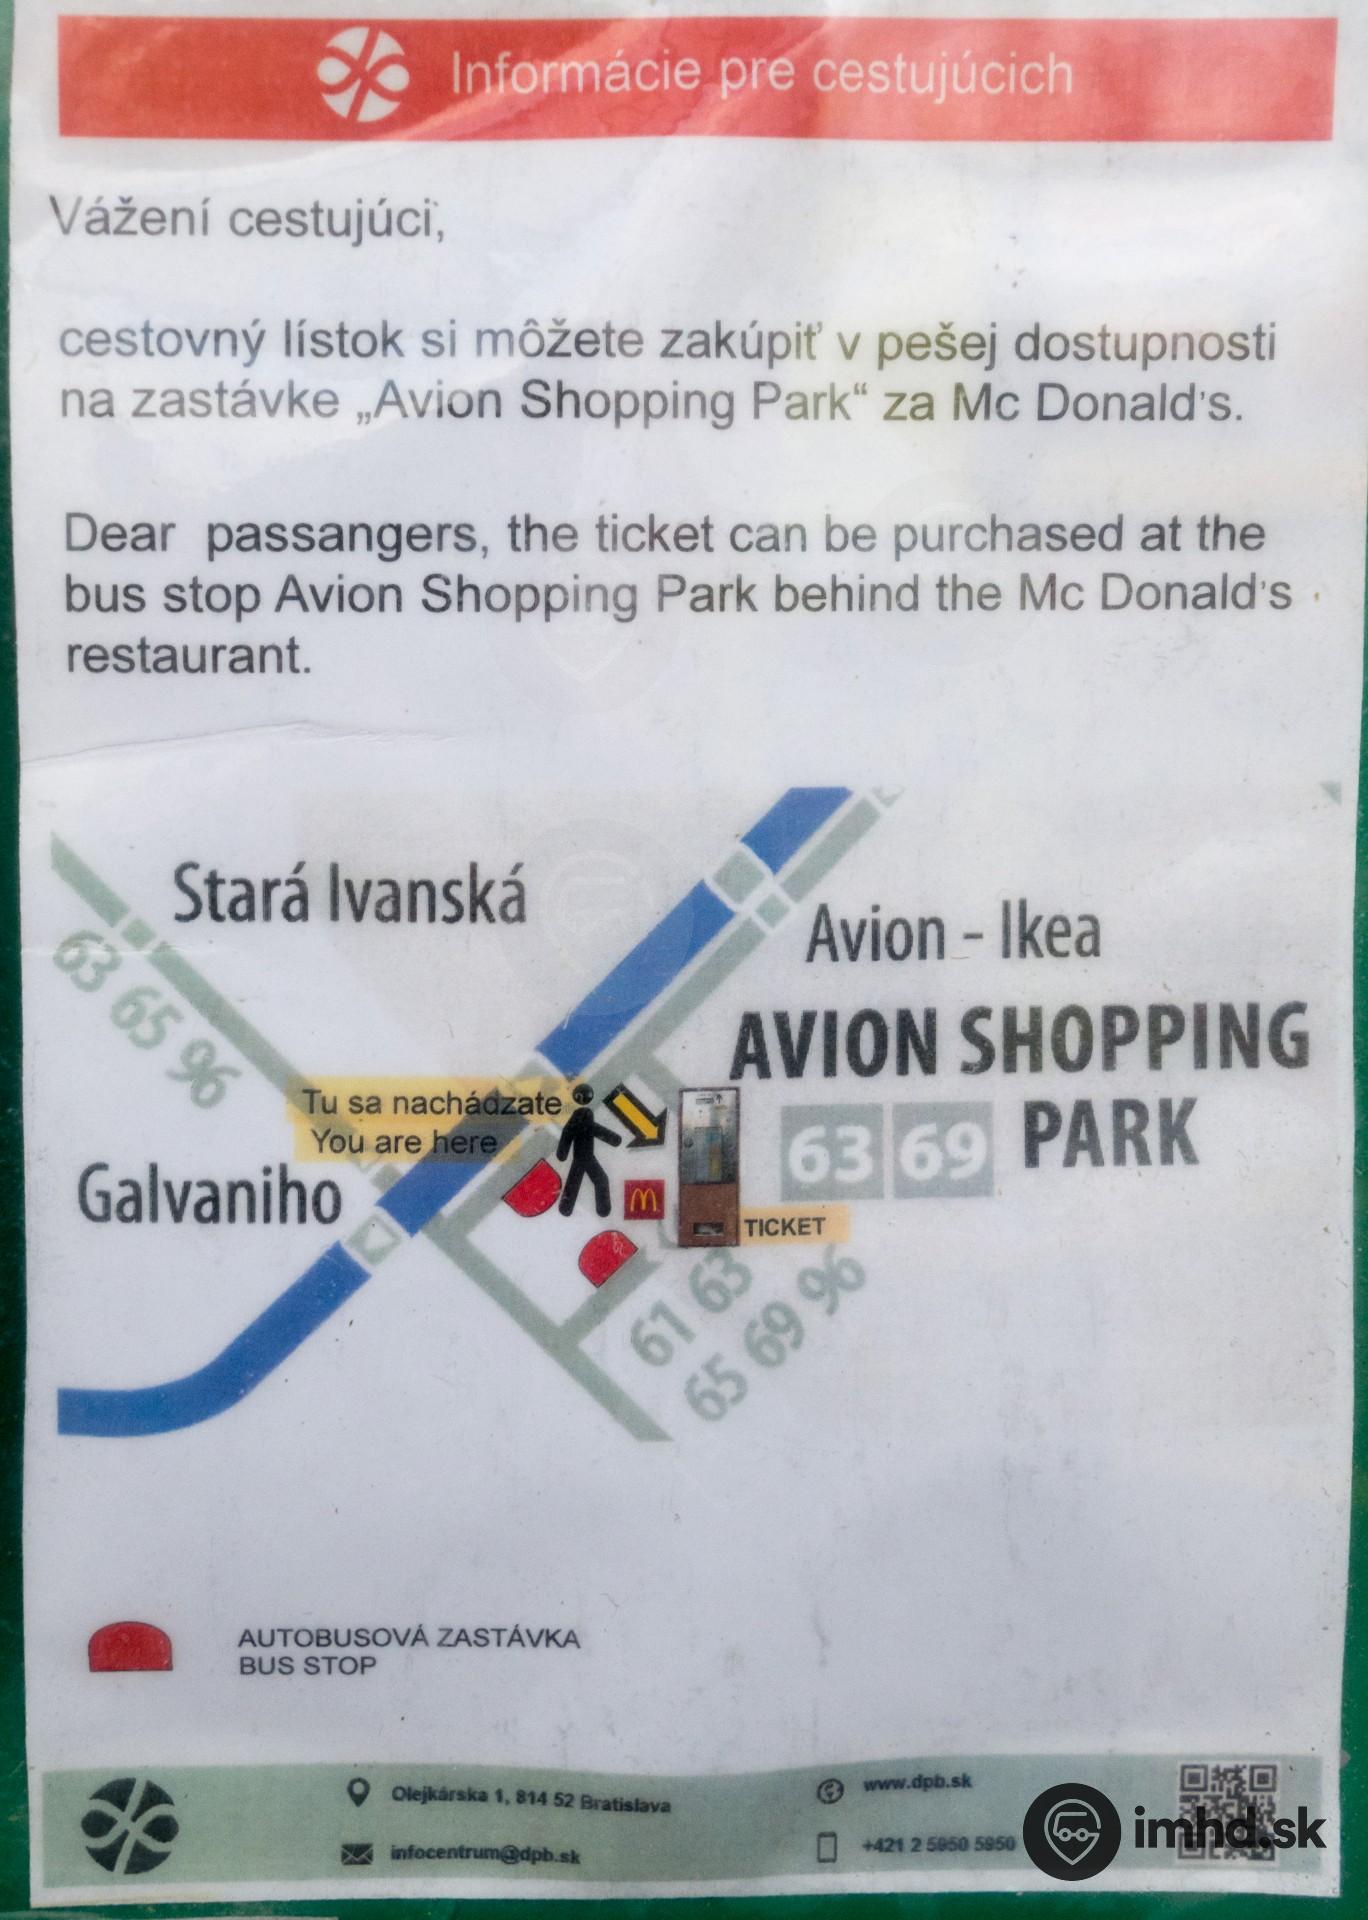 Informácie pre cestujúcich
Vážení cestujúci,
cestovný lístok si môžete zakúpiť v pešej dostupnosti
na zastávke „Avion Shopping Park“ za Mc Donald's.
Dear passangers, the ticket can be purchased at the
bus stop Avion Shopping Park behind the Mc Donald's
restaurant.
Stará Ivanská
Avion - Ikea
63 65 96
AVION SHOPPING
PARK
63 69
Tu sa nachádzate
You are here
Galvaniho
TICKET
61 63
65 69 96
AUTOBUSOVÁ ZASTÁVKA
BUS STOP
Olejkárska 1, 814 52 Bratislava
www.dpb.sk
infocentrum@dpb.sk
+421 2 5950 5950
imhd.sk